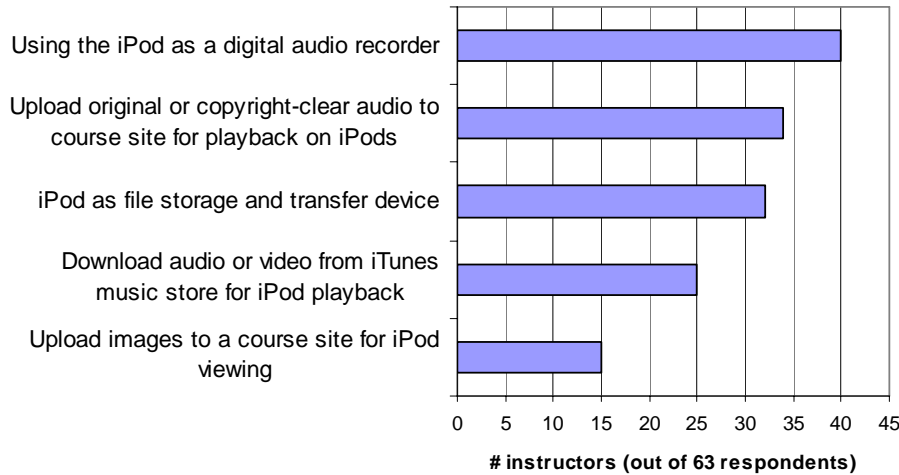 Using the iPod as a digital audio recorder
Upload original or copyright-clear audio to
course site for playback on iPods
iPod as file storage and transfer device
Download audio or video from iTunes
music store for iPod playback
Upload images to a course site for iPod
viewing
0 5 10 15 20 25 30 35 40 45
# instructors (out of 63 respondents)